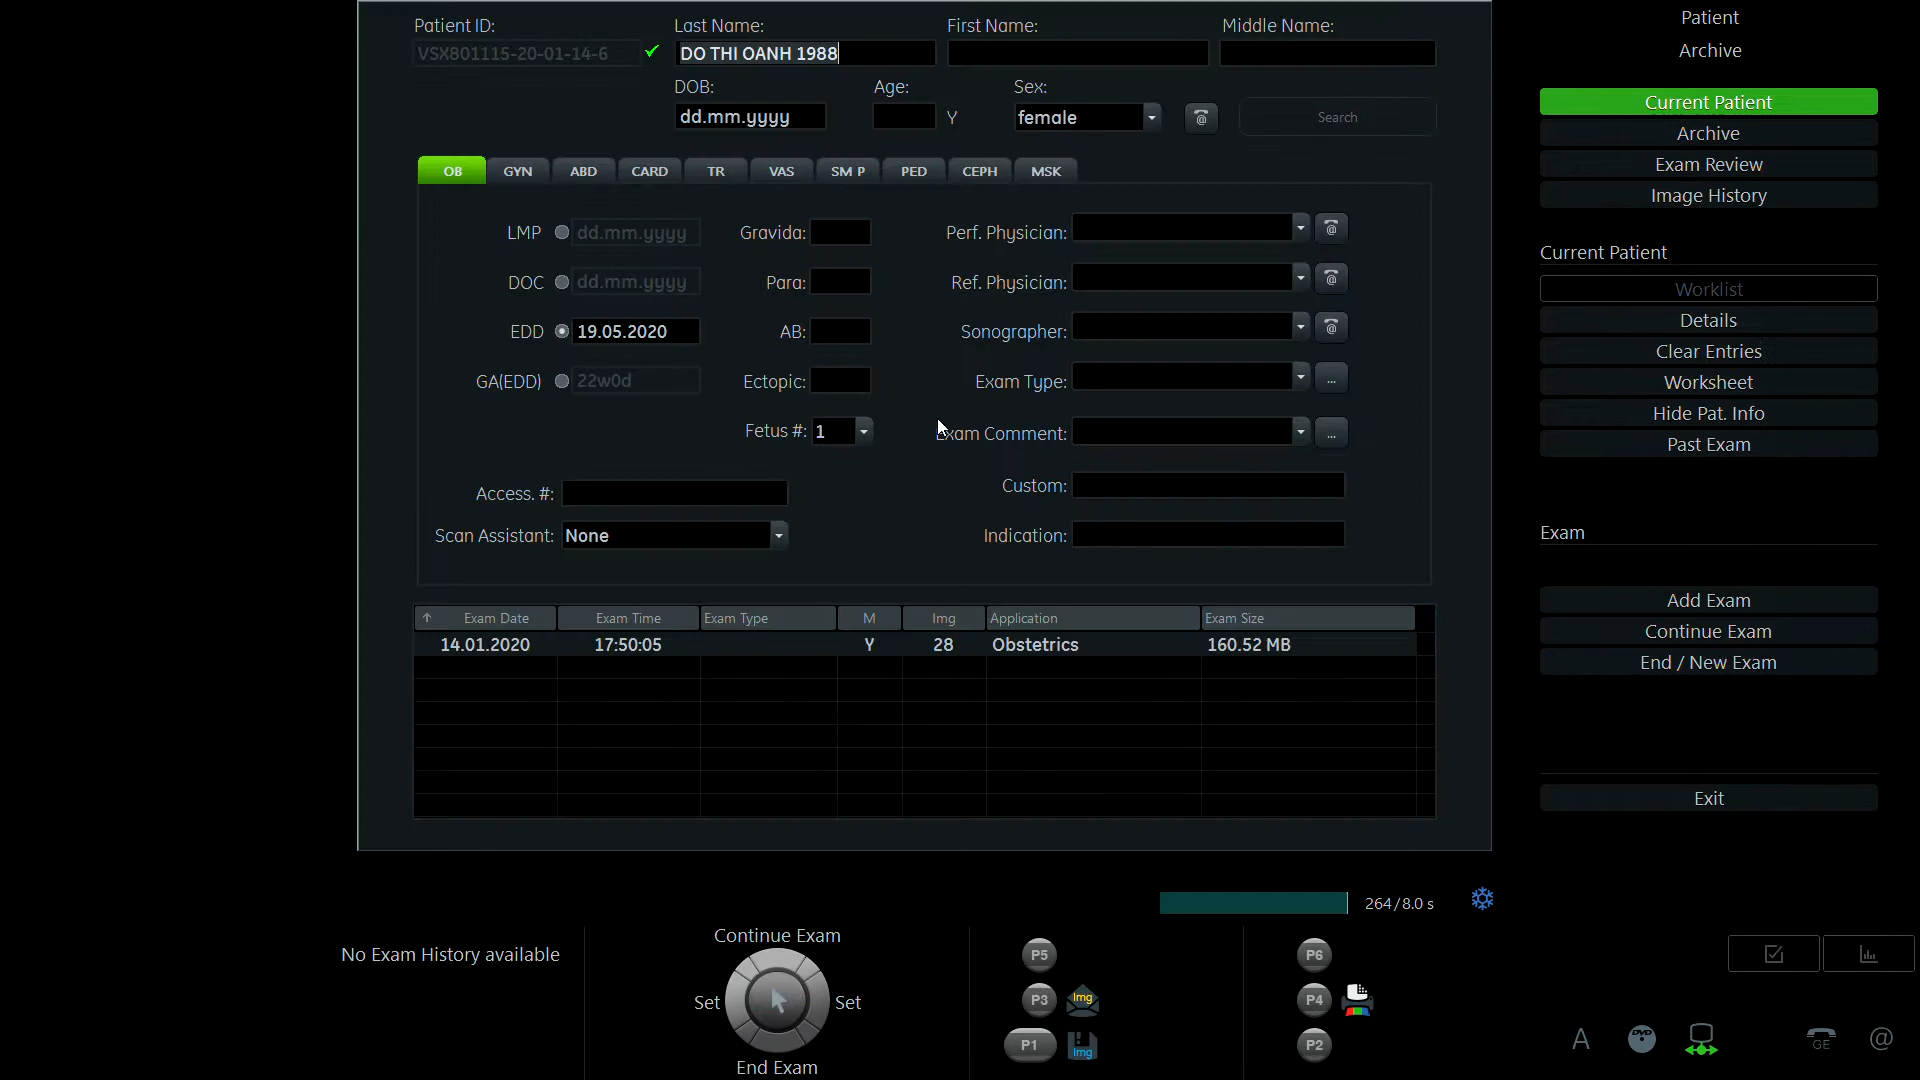 Patient ID: Last Name: First Name: Middle Name:
VSX801115-20-01-14-6 DO THI OANH 1988
DOB: Age: Sex:
dd.mm.yyyy Y female @ Search
OB GYN ABD CARD TR VAS SM P PED CEPH MSK
LMP dd.mm.yyyy Gravida: Perf. Physician: @
DOC dd.mm.yyyy Para: Ref. Physician: @
EDD 19.05.2020 AB: Sonographer: @
GA(EDD) 22w0d Ectopic: Exam Type: ...
Fetus #: 1 Exam Comment: ...
Access. #: Custom:
Scan Assistant: None Indication:
Exam Date Exam Time Exam Type M Img Application Exam Size
14.01.2020 17:50:05 Y 28 Obstetrics 160.52 MB
264/8.0 s
No Exam History available
Continue Exam
Set Set
End Exam
P5 P6
P3 Img P4
P1 Img P2
Patient
Archive
Current Patient
Archive
Exam Review
Image History
Current Patient
Worklist
Details
Clear Entries
Worksheet
Hide Pat. Info
Past Exam
Exam
Add Exam
Continue Exam
End / New Exam
Exit
A DVD GE @